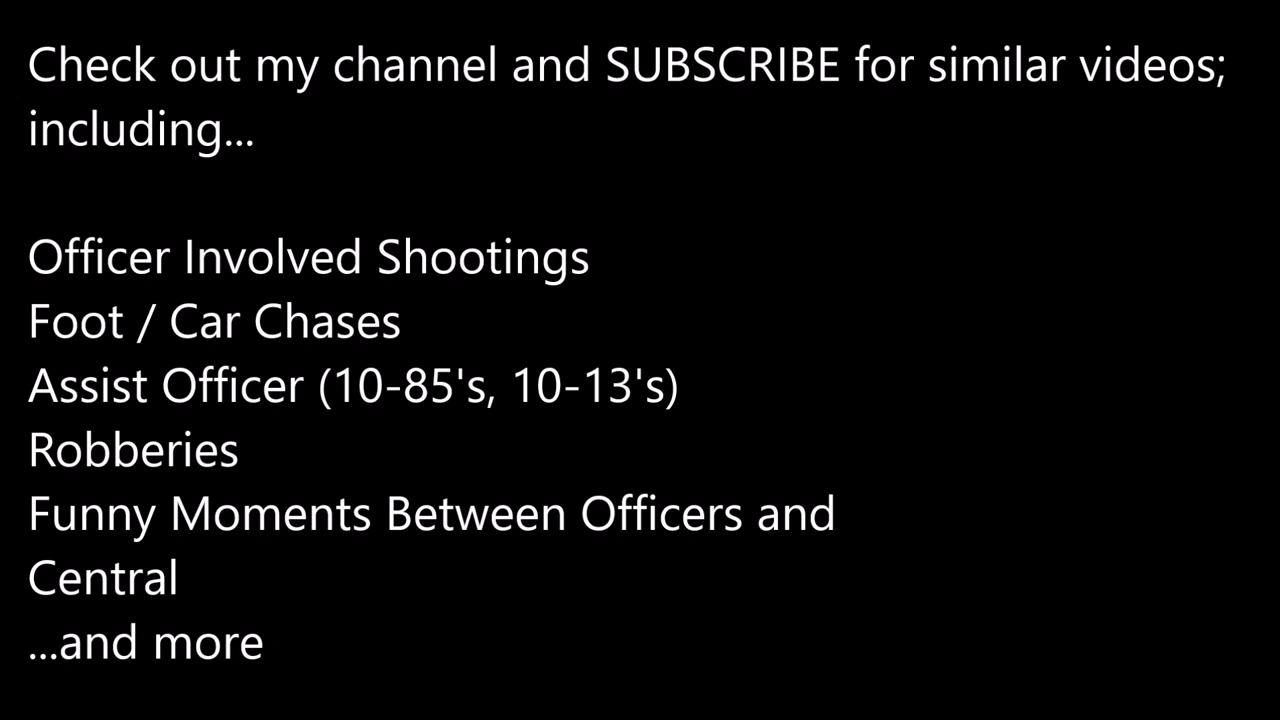 Check out my channel and SUBSCRIBE for similar videos;
including...
Officer Involved Shootings
Foot / Car Chases
Assist Officer (10-85's, 10-13's)
Robberies
Funny Moments Between Officers and
Central
...and more